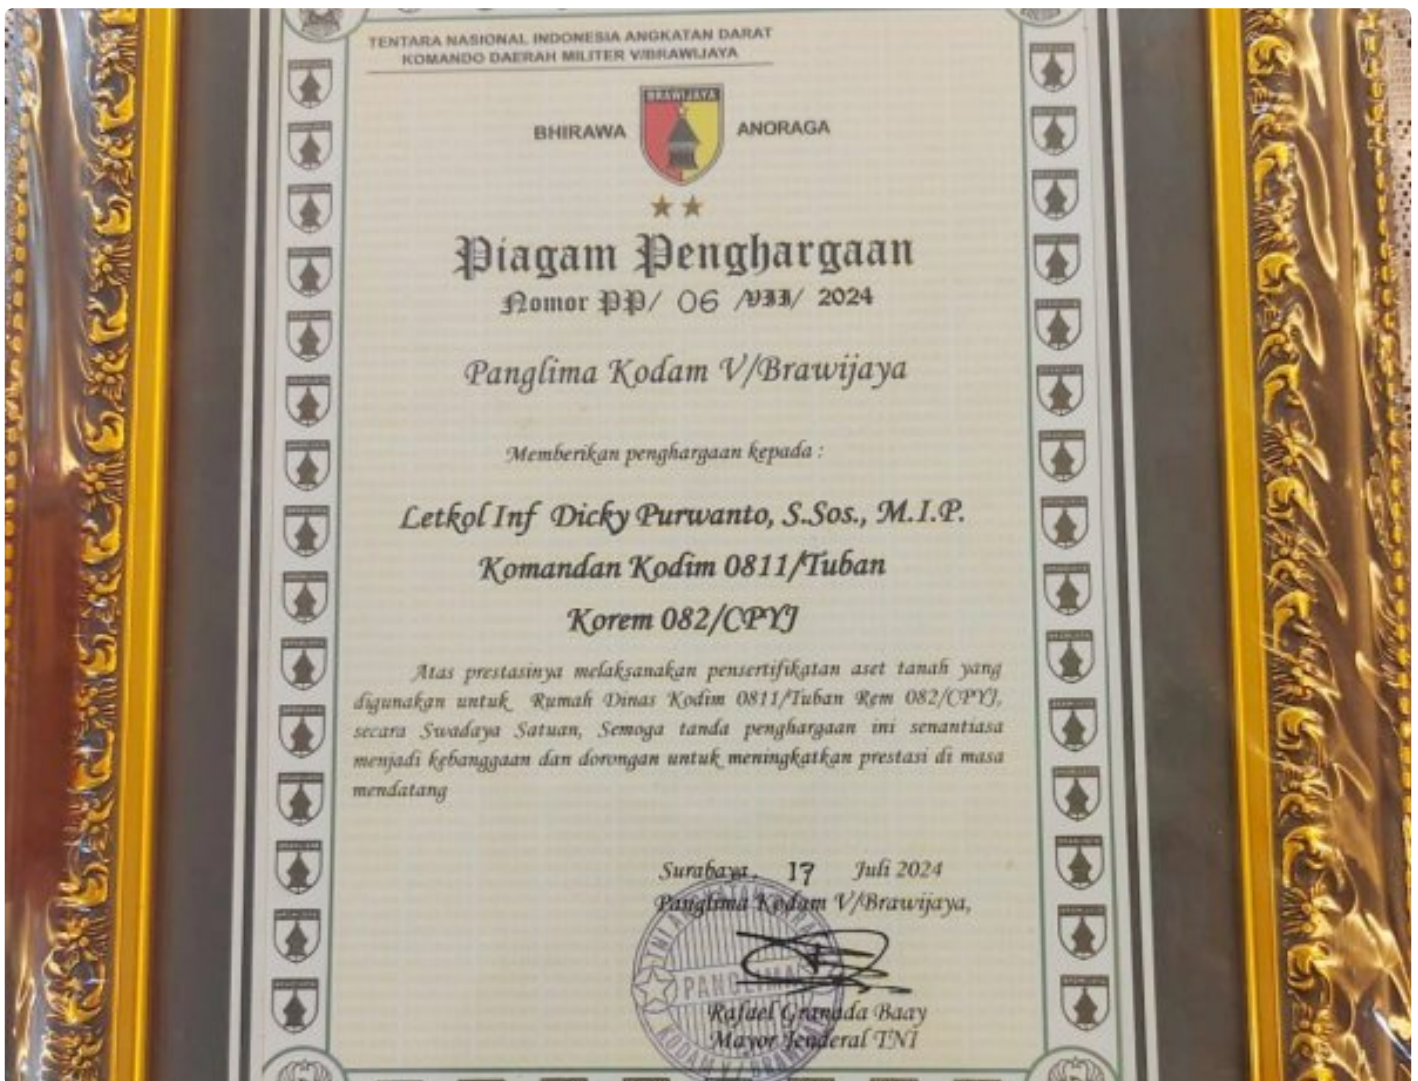 TENTARA NASIONAL INDONESIA ANGKATAN DARAT
KOMANDO DAERAH MILITER V/BRAWIJAYA
BRAWIJAYA
BHIRAWA ANORAGA
Piagam Penghargaan
Nomor PP/ 06 /VII/ 2024
Panglima Kodam V/Brawijaya
Memberikan penghargaan kepada :
Letkol Inf Dicky Purwanto, S.Sos., M.I.P.
Komandan Kodim 0811/Tuban
Korem 082/CPYJ
Atas prestasinya melaksanakan pensertifikatan aset tanah yang
digunakan untuk Rumah Dinas Kodim 0811/Tuban Rem 082/CPYJ,
secara Swadaya Satuan, Semoga tanda penghargaan ini senantiasa
menjadi kebanggaan dan dorongan untuk meningkatkan prestasi di masa
mendatang
Surabaya, 17 Juli 2024
Panglima Kodam V/Brawijaya,
PANGLIMA
KODAM V/BRAWIJAYA
Rafael Granada Baay
Mayor Jenderal TNI